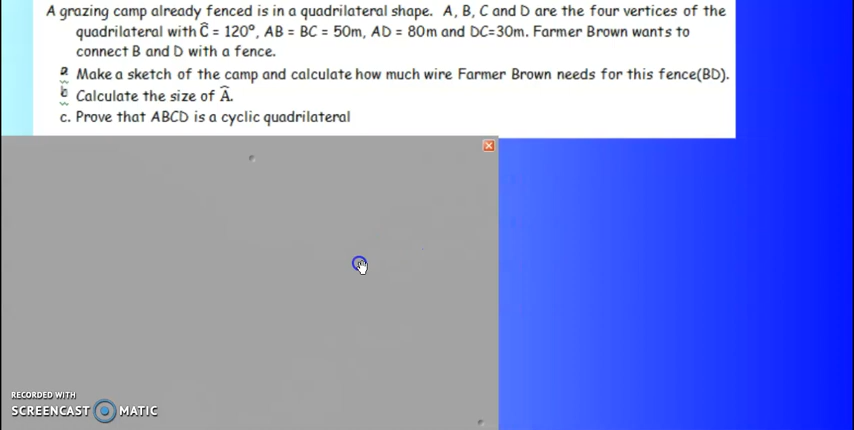 A grazing camp already fenced is in a quadrilateral shape. A, B, C and D are the four vertices of the
quadrilateral with Ĉ = 120º, AB = BC = 50m, AD = 80m and DC=30m. Farmer Brown wants to
connect B and D with a fence.
a Make a sketch of the camp and calculate how much wire Farmer Brown needs for this fence(BD).
b Calculate the size of Â.
c. Prove that ABCD is a cyclic quadrilateral
RECORDED WITH
SCREENCAST MATIC